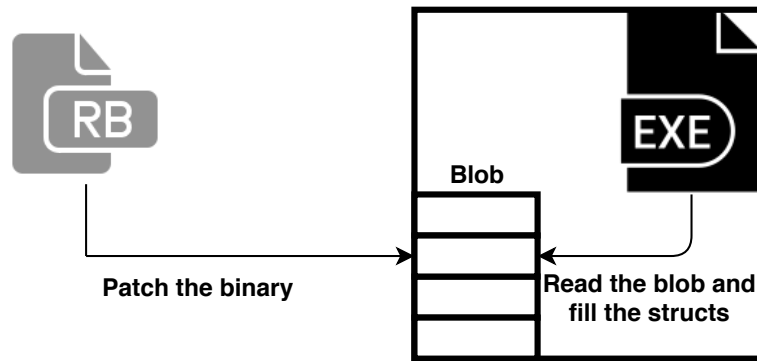 RB
EXE
Blob
Patch the binary
Read the blob and
fill the structs